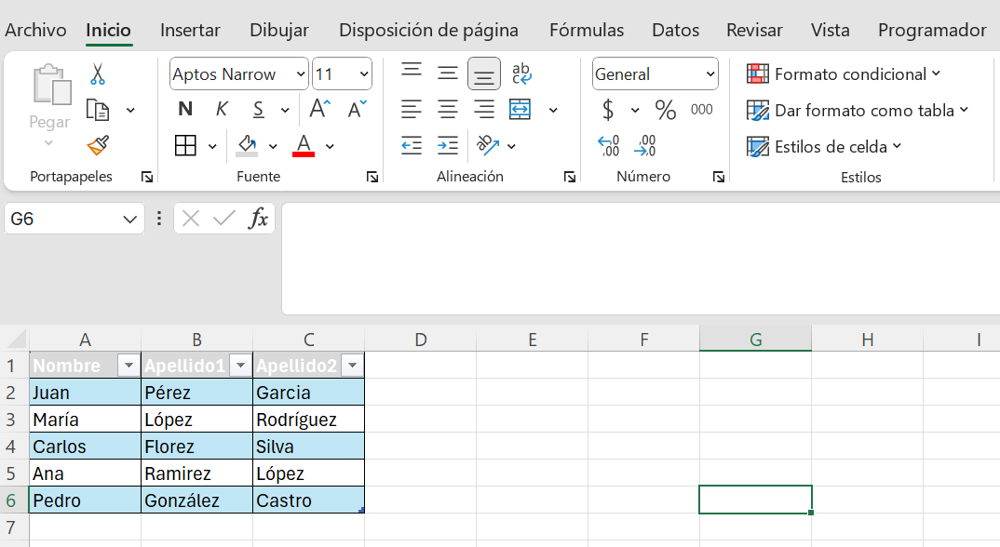 Archivo Inicio Insertar Dibujar Disposición de página Fórmulas Datos Revisar Vista Programador
Pegar
Aptos Narrow 11
N K S A A
A
ab
General
$ % 000
00 00
Formato condicional
Dar formato como tabla
Estilos de celda
Portapapeles Fuente Alineación Número Estilos
G6 fx
A B C D E F G H I
1 Nombre Apellido1 Apellido2
2 Juan Pérez Garcia
3 María López Rodríguez
4 Carlos Florez Silva
5 Ana Ramirez López
6 Pedro González Castro
7